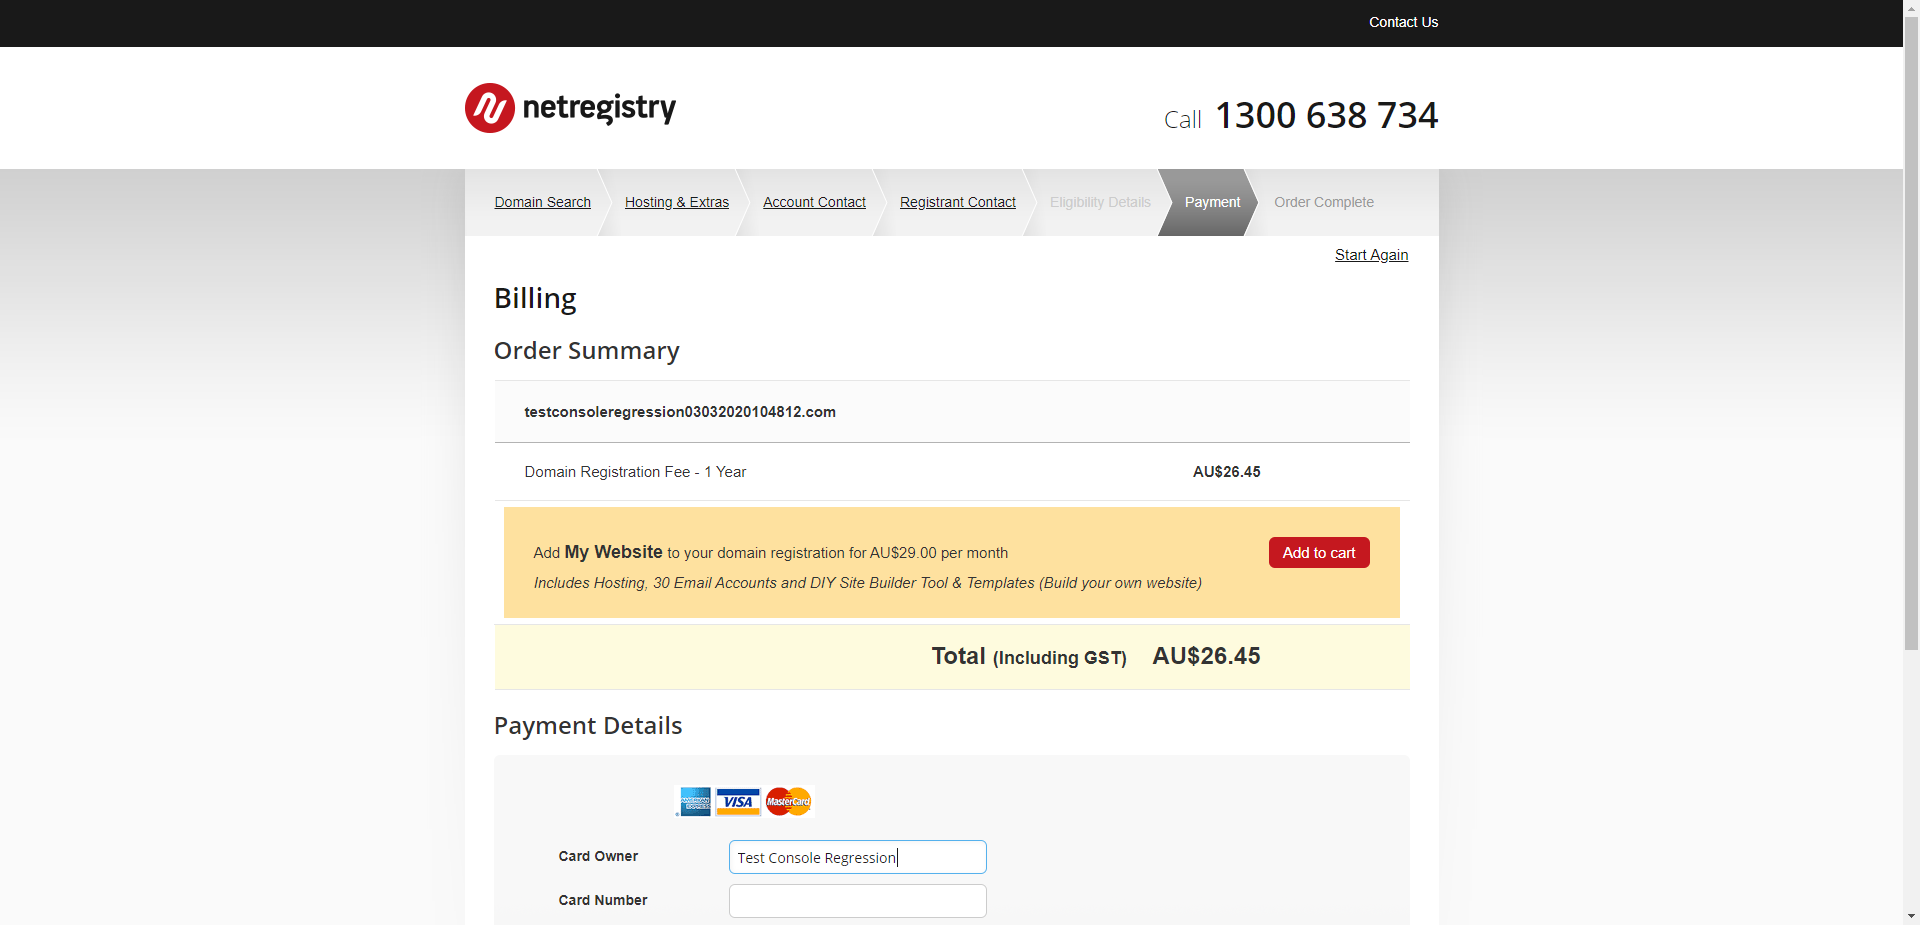 Contact Us
netregistry
Call 1300 638 734
Domain Search Hosting & Extras Account Contact Registrant Contact Eligibility Details Payment Order Complete
Start Again
Billing
Order Summary
testconsoleregression03032020104812.com
Domain Registration Fee - 1 Year AU$26.45
Add My Website to your domain registration for AU$29.00 per month Add to cart
Includes Hosting, 30 Email Accounts and DIY Site Builder Tool & Templates (Build your own website)
Total (Including GST) AU$26.45
Payment Details
AMERICAN EXPRESS VISA MasterCard
Card Owner Test Console Regression
Card Number